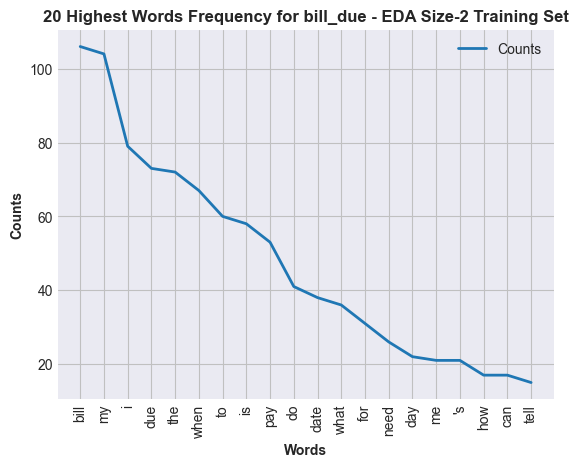 20 Highest Words Frequency for bill_due - EDA Size-2 Training Set
Counts
Counts
100
80
60
40
20
bill
my
i
due
the
when
to
is
pay
do
date
what
for
need
day
me
's
how
can
tell
Words